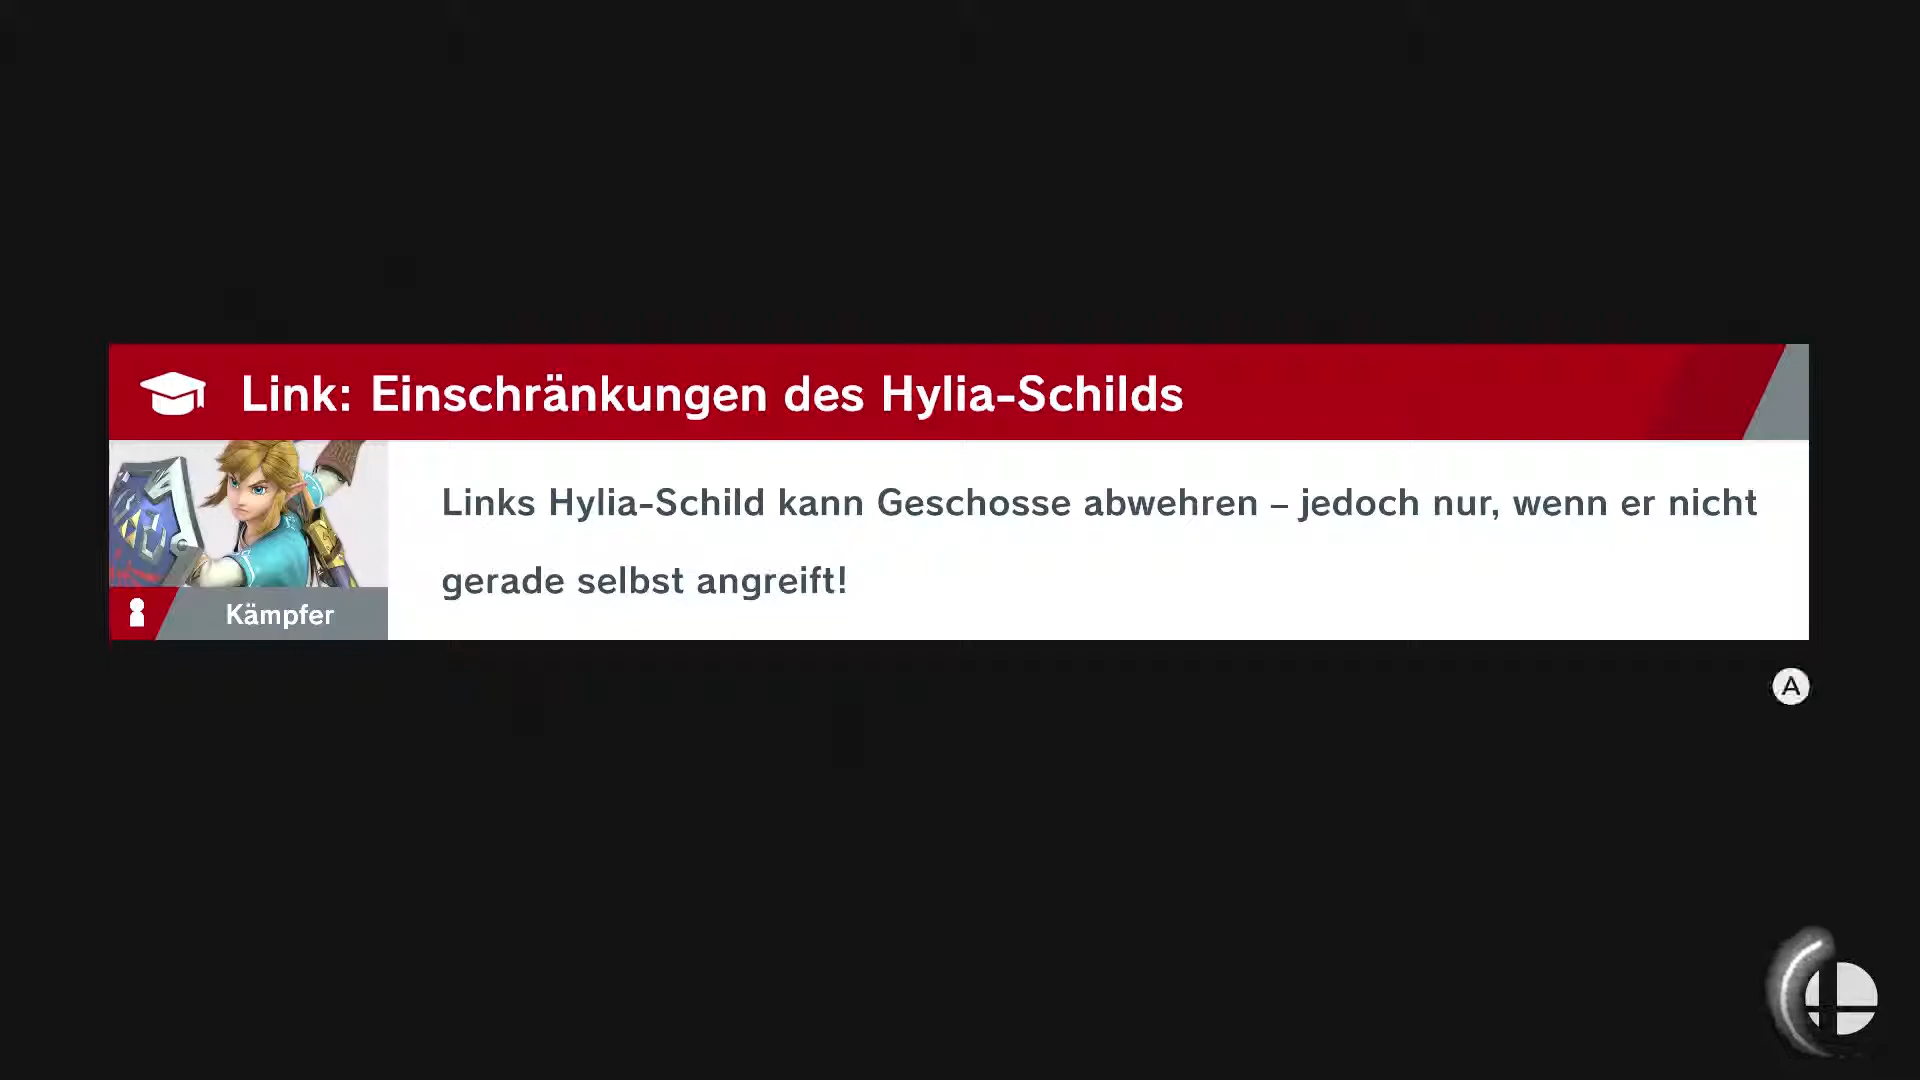 Link: Einschränkungen des Hylia-Schilds
Links Hylia-Schild kann Geschosse abwehren – jedoch nur, wenn er nicht
gerade selbst angreift!
Kämpfer
A